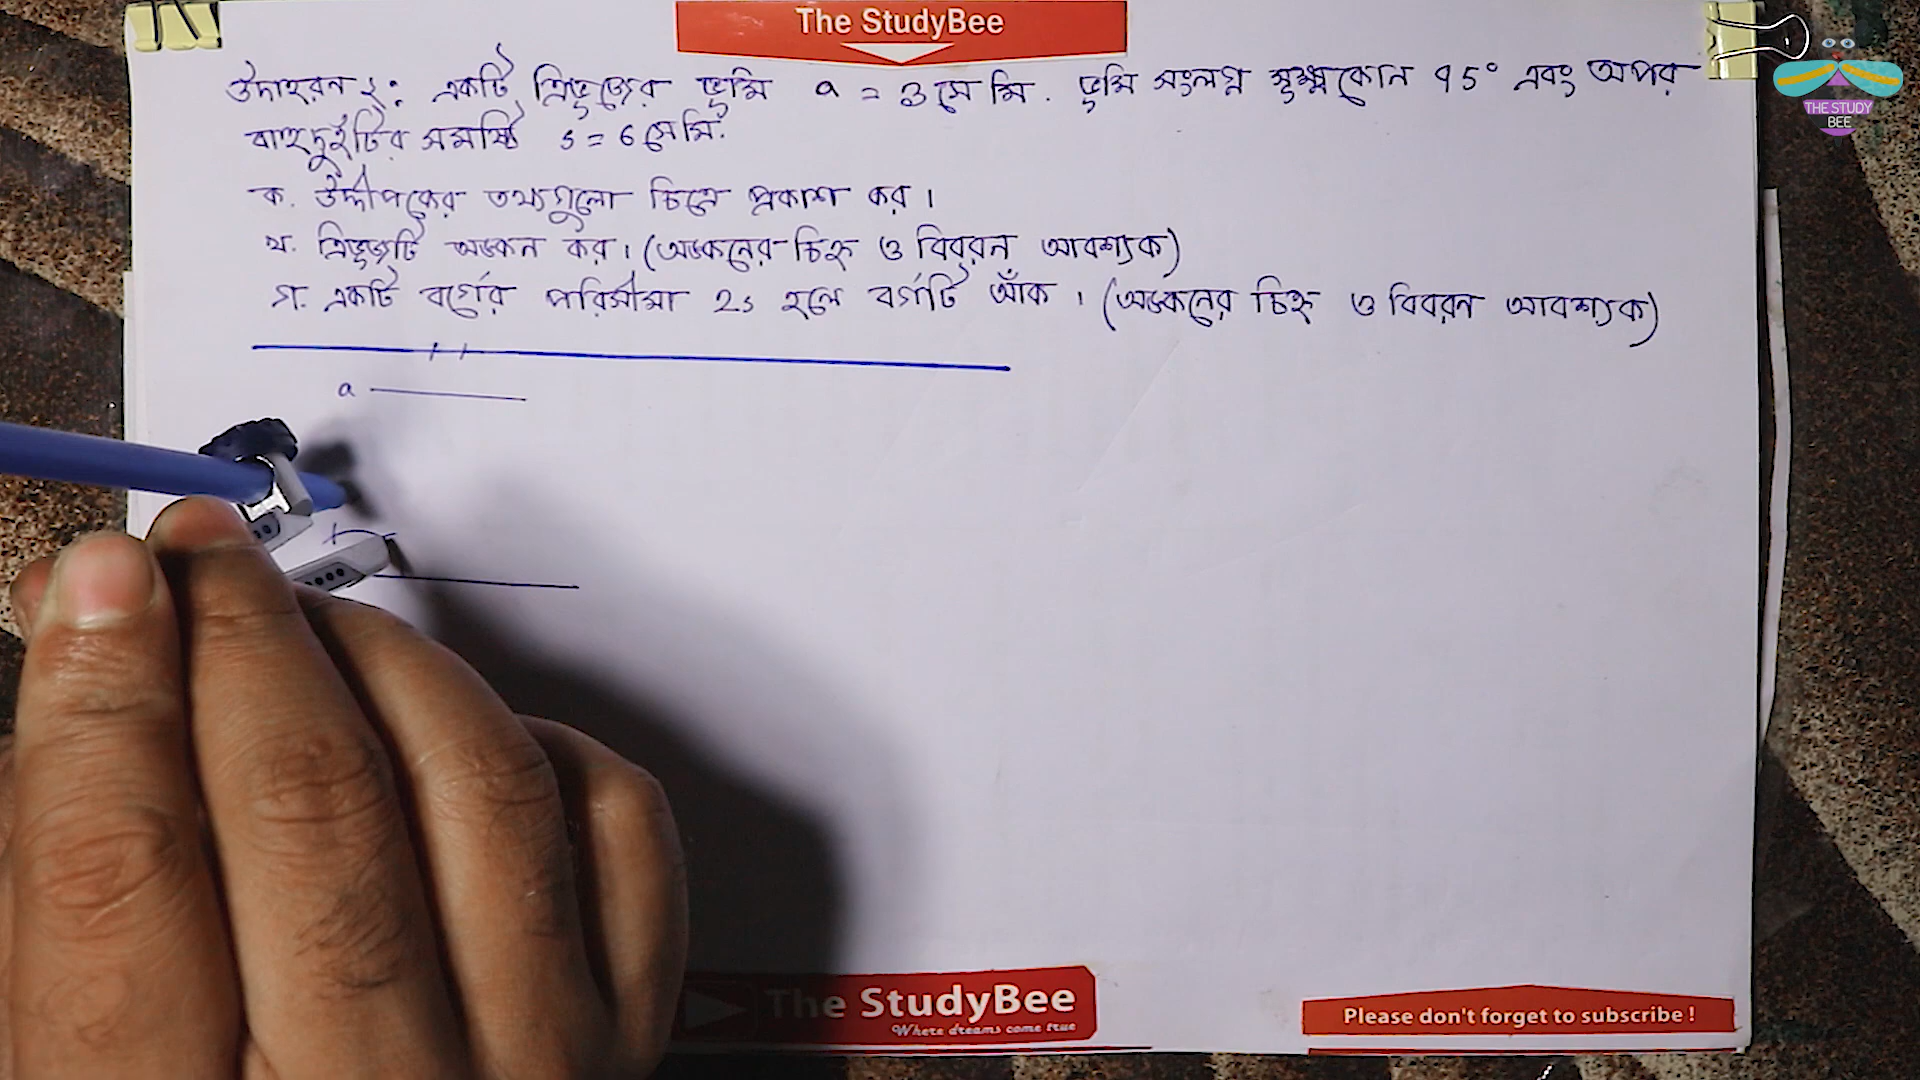 The StudyBee
উদাহরন ২: একটি ত্রিভুজের ভূমি a = 3 সে মি. ভূমি সংলগ্ন সূক্ষ্মকোন 45° এবং অপর
বাহুদুইটির সমষ্টি s = 6 সে মি.
ক. উদ্দীপকের তথ্যগুলো চিত্রে প্রকাশ কর।
খ. ত্রিভুজটি অঙ্কন কর। (অঙ্কনের চিহ্ন ও বিবরন আবশ্যক)
গ. একটি বর্গের পরিসীমা 2s হলে বর্গটি আঁক। (অঙ্কনের চিহ্ন ও বিবরন আবশ্যক)
a
THE STUDY
BEE
The StudyBee
Where dreams come true
Please don't forget to subscribe !